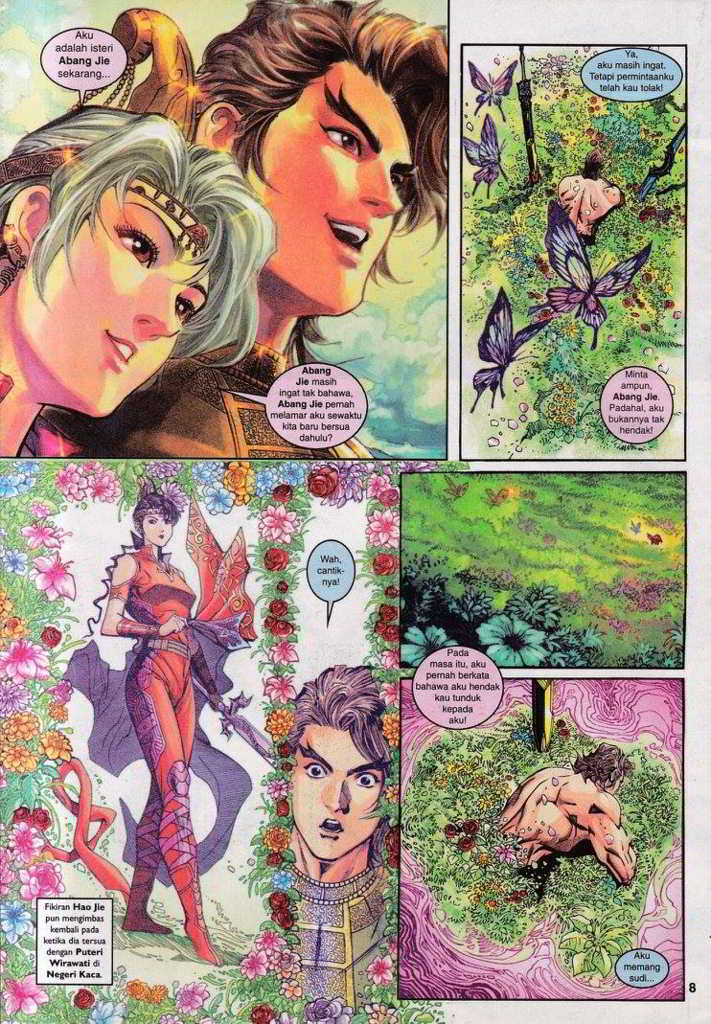 Aku
adalah isteri
Abang Jie
sekarang...
Abang
Jie masih
ingat tak bahawa,
Abang Jie pernah
melamar aku sewaktu
kita baru bersua
dahulu?
Ya,
aku masih ingat.
Tetapi permintaanku
telah kau tolak!
Minta
ampun,
Abang Jie.
Padahal, aku
bukannya tak
hendak!
Wah,
cantik-
nya!
Fikiran Hao Jie
pun mengimbas
kembali pada
ketika dia tersua
dengan Puteri
Wirawati di
Negeri Kaca.
Pada
masa itu, aku
pernah berkata
bahawa aku hendak
kau tunduk
kepada
aku!
Aku
memang
sudi...
8